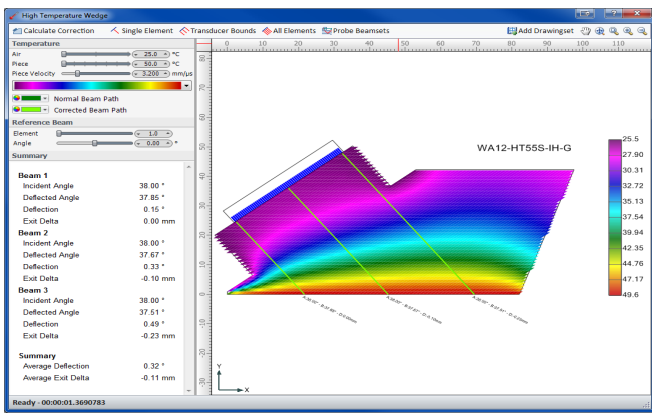 High Temperature Wedge
Calculate Correction Single Element Transducer Bounds All Elements Probe Beamsets Add Drawingset
Temperature
Air 25.0 °C
Piece 50.0 °C
Piece Velocity 3.200 mm/µs
Normal Beam Path
Corrected Beam Path
Reference Beam
Element 1.0
Angle 0.00 °
Summary
Beam 1
Incident Angle 38.00 °
Deflected Angle 37.85 °
Deflection 0.15 °
Exit Delta 0.00 mm
Beam 2
Incident Angle 38.00 °
Deflected Angle 37.67 °
Deflection 0.33 °
Exit Delta -0.10 mm
Beam 3
Incident Angle 38.00 °
Deflected Angle 37.51 °
Deflection 0.49 °
Exit Delta -0.23 mm
Summary
Average Deflection 0.32 °
Average Exit Delta -0.11 mm
0 10 20 30 40 50 60 70 80 90 100 110
80
70
60
50
40
30
20
10
0
-10
-20
-30
WA12-HT55S-IH-G
25.5
27.90
30.31
32.72
35.13
37.54
39.94
42.35
44.76
47.17
49.6
Y
X
Ready - 00:00:01.3690783